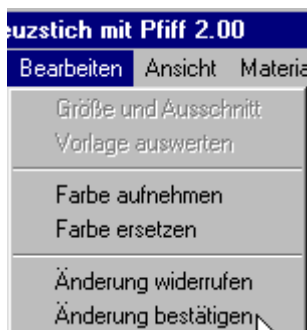 euzstich mit Pfiff 2.00
Bearbeiten Ansicht Materia
Größe und Ausschnitt
Vorlage auswerten
Farbe aufnehmen
Farbe ersetzen
Änderung widerrufen
Änderung bestätigen